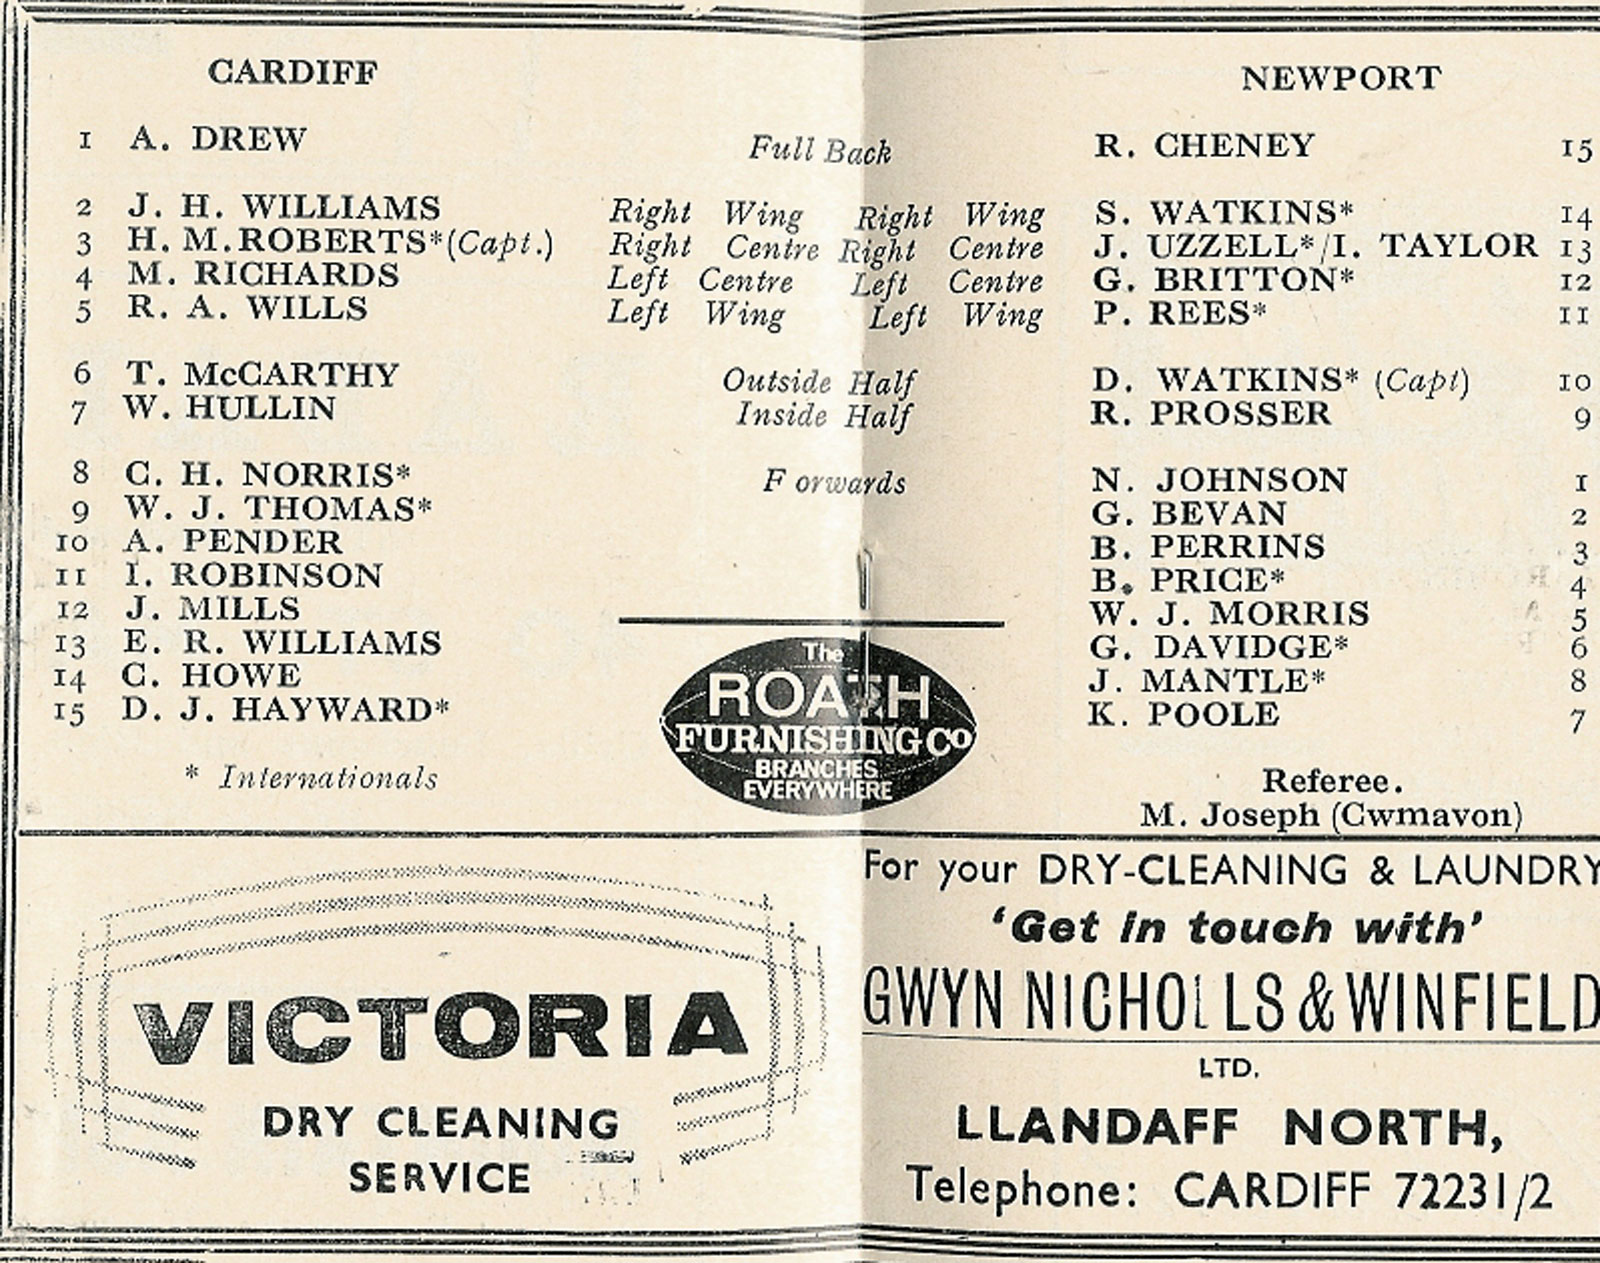 CARDIFF NEWPORT
1 A. DREW Full Back R. CHENEY 15
2 J. H. WILLIAMS Right Wing Right Wing S. WATKINS* 14
3 H. M. ROBERTS* (Capt.) Right Centre Right Centre J. UZZELL*/I. TAYLOR 13
4 M. RICHARDS Left Centre Left Centre G. BRITTON* 12
5 R. A. WILLS Left Wing Left Wing P. REES* 11
6 T. McCARTHY Outside Half D. WATKINS* (Capt) 10
7 W. HULLIN Inside Half R. PROSSER 9
8 C. H. NORRIS* Forwards N. JOHNSON 1
9 W. J. THOMAS* G. BEVAN 2
10 A. PENDER B. PERRINS 3
11 I. ROBINSON B. PRICE* 4
12 J. MILLS W. J. MORRIS 5
13 E. R. WILLIAMS G. DAVIDGE* 6
14 C. HOWE J. MANTLE* 8
15 D. J. HAYWARD* K. POOLE 7
* Internationals
The
ROATH
FURNISHING CO
BRANCHES
EVERYWHERE
Referee.
M. Joseph (Cwmavon)
VICTORIA
DRY CLEANING
SERVICE
For your DRY-CLEANING & LAUNDRY
'Get in touch with'
GWYN NICHOLLS & WINFIELD
LTD.
LLANDAFF NORTH,
Telephone: CARDIFF 72231/2